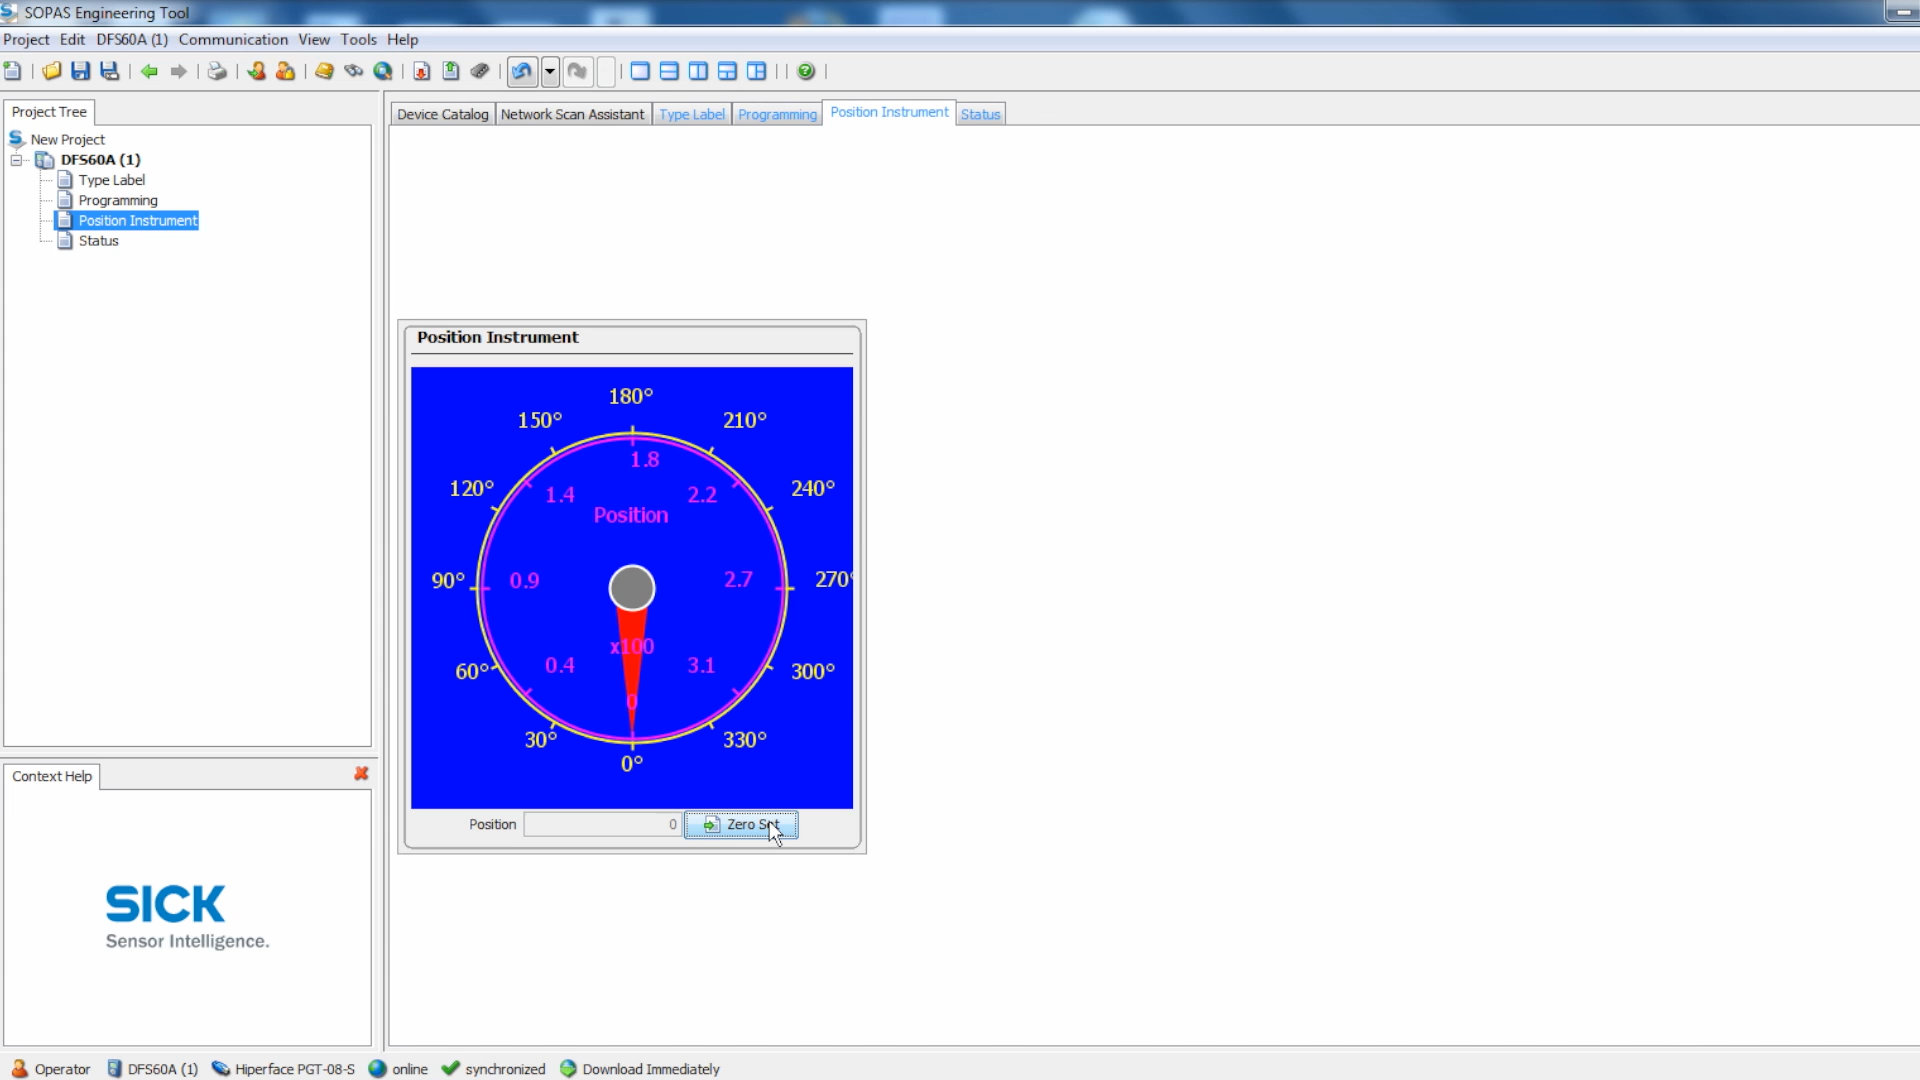 SOPAS Engineering Tool
Project Edit DFS60A (1) Communication View Tools Help
Project Tree
New Project
DFS60A (1)
Type Label
Programming
Position Instrument
Status
Device Catalog Network Scan Assistant Type Label Programming Position Instrument Status
Position Instrument
180°
150° 210°
1.8
120° 1.4 2.2 240°
Position
90° 0.9 2.7 270°
x100
60° 0.4 3.1 300°
0
30° 330°
0°
Position 0 Zero Set
Context Help
SICK
Sensor Intelligence.
Operator DFS60A (1) Hiperface PGT-08-S online synchronized Download Immediately